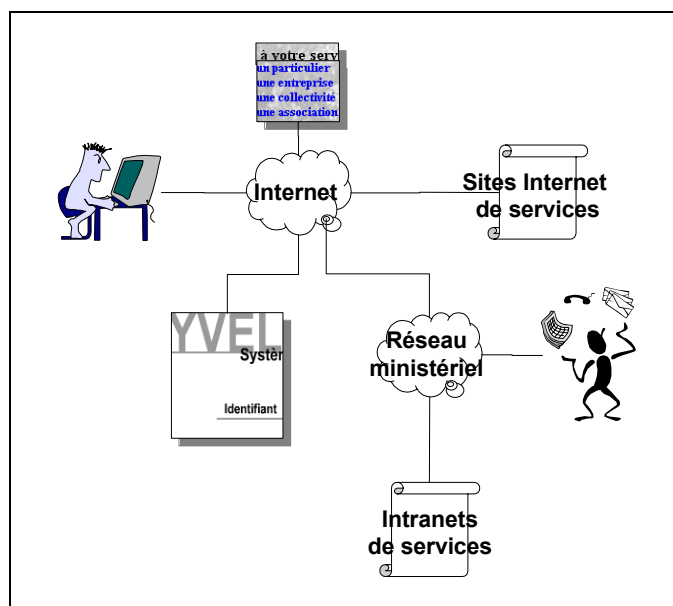 à votre serv
un particulier
une entreprise
une collectivité
une association
Internet
Sites Internet
de services
YVEL
Systèr
Identifiant
Réseau
ministériel
Intranets
de services